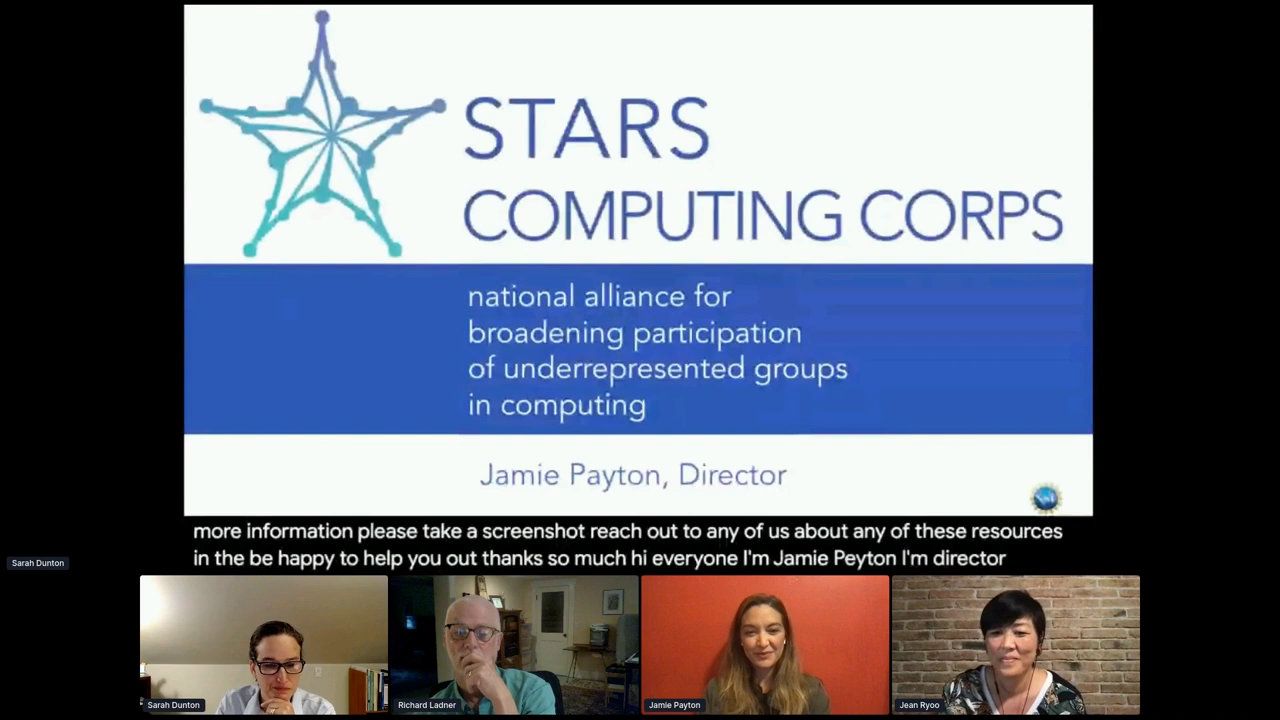 STARS
COMPUTING CORPS
national alliance for
broadening participation
of underrepresented groups
in computing
Jamie Payton, Director
more information please take a screenshot reach out to any of us about any of these resources
in the be happy to help you out thanks so much hi everyone I'm Jamie Peyton I'm director
Sarah Dunton
Sarah Dunton
Richard Ladner
Jamie Payton
Jean Ryoo